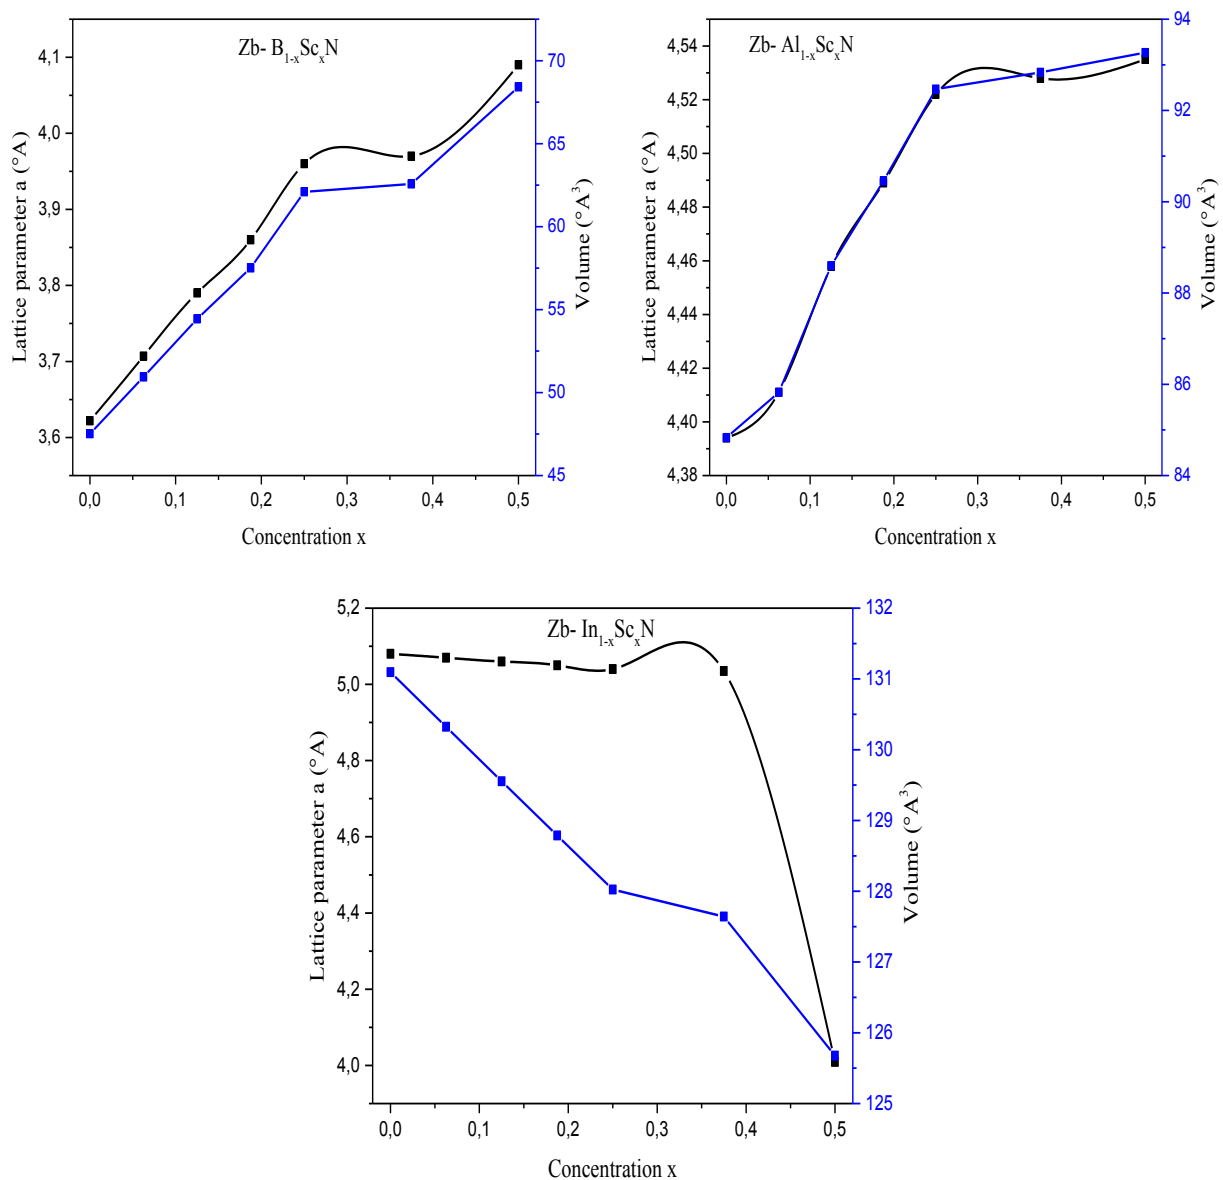 Zb- B1-xScxN
Lattice parameter a (°A)
4,1
4,0
3,9
3,8
3,7
3,6
70
65
60
55
50
45
Volume (°A3)
0,0 0,1 0,2 0,3 0,4 0,5
Concentration x
Zb- Al1-xScxN
Lattice parameter a (°A)
4,54
4,52
4,50
4,48
4,46
4,44
4,42
4,40
4,38
94
92
90
88
86
84
Volume (°A3)
0,0 0,1 0,2 0,3 0,4 0,5
Concentration x
Zb- In1-xScxN
Lattice parameter a (°A)
5,2
5,0
4,8
4,6
4,4
4,2
4,0
132
131
130
129
128
127
126
125
Volume (°A3)
0,0 0,1 0,2 0,3 0,4 0,5
Concentration x